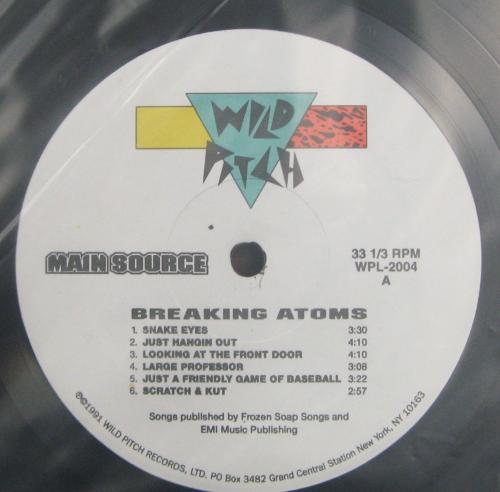 WILD
PITCH
MAIN SOURCE
33 1/3 RPM
WPL-2004
A
BREAKING ATOMS
1. SNAKE EYES 3:30
2. JUST HANGIN OUT 4:10
3. LOOKING AT THE FRONT DOOR 4:10
4. LARGE PROFESSOR 3:08
5. JUST A FRIENDLY GAME OF BASEBALL 3:22
6. SCRATCH & KUT 2:57
Songs published by Frozen Soap Songs and
EMI Music Publishing
℗©1991 WILD PITCH RECORDS, LTD. PO Box 3482 Grand Central Station New York, NY 10163